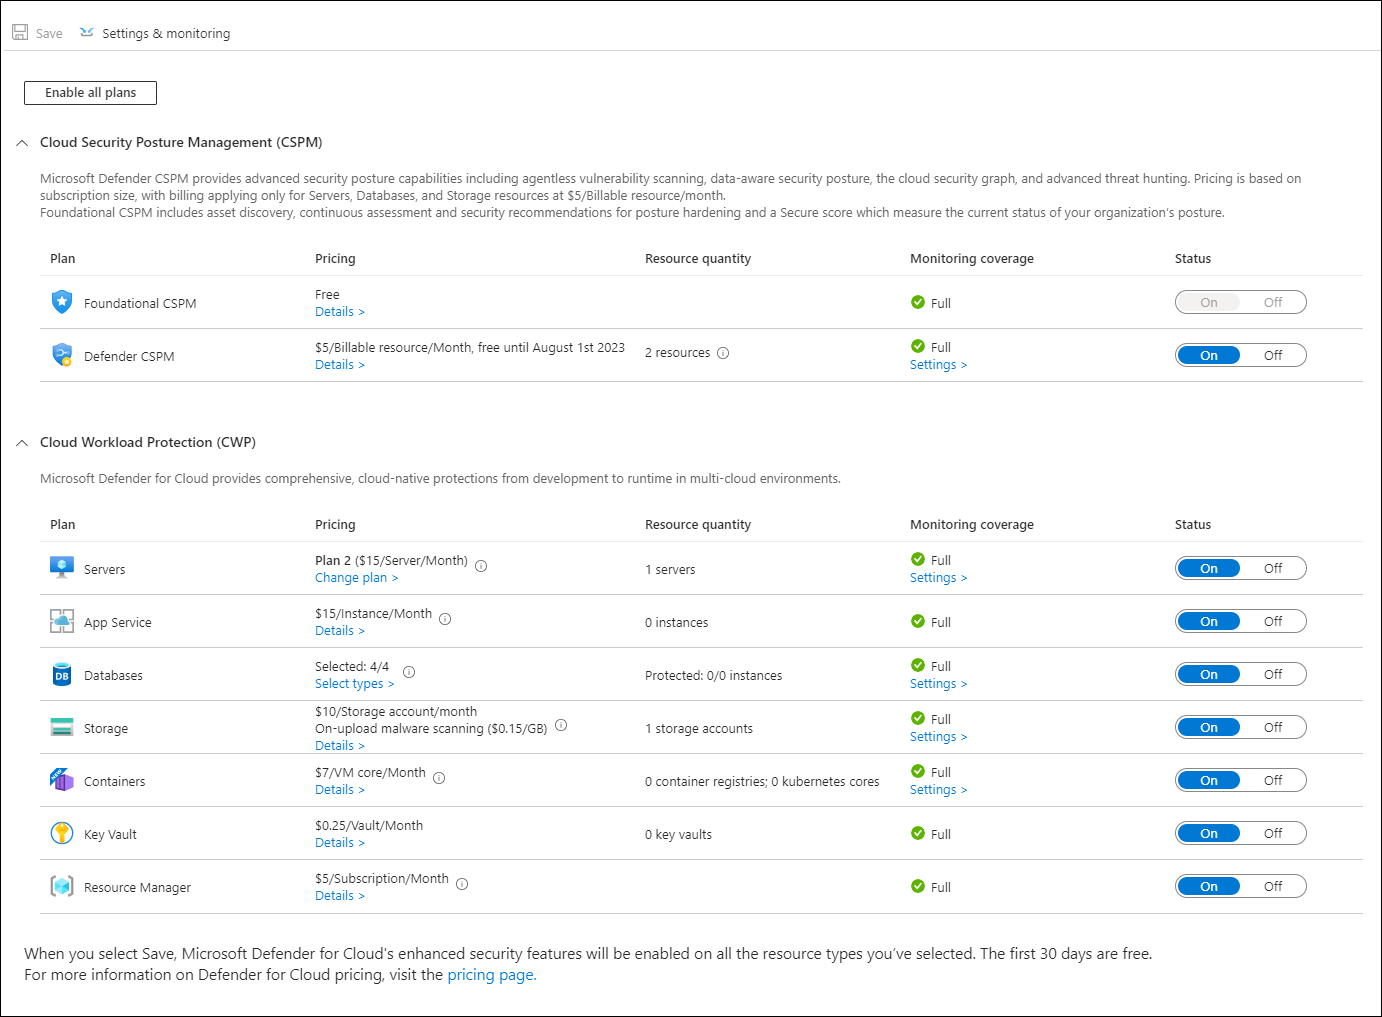 Save
Settings & monitoring
Enable all plans
Cloud Security Posture Management (CSPM)
Microsoft Defender CSPM provides advanced security posture capabilities including agentless vulnerability scanning, data-aware security posture, the cloud security graph, and advanced threat hunting. Pricing is based on
subscription size, with billing applying only for Servers, Databases, and Storage resources at $5/Billable resource/month.
Foundational CSPM includes asset discovery, continuous assessment and security recommendations for posture hardening and a Secure score which measure the current status of your organization's posture.
Plan Pricing Resource quantity Monitoring coverage Status
Foundational CSPM
Free
Details >
Full
On Off
Defender CSPM
$5/Billable resource/Month, free until August 1st 2023
Details >
2 resources
Full
Settings >
On Off
Cloud Workload Protection (CWP)
Microsoft Defender for Cloud provides comprehensive, cloud-native protections from development to runtime in multi-cloud environments.
Plan Pricing Resource quantity Monitoring coverage Status
Servers
Plan 2 ($15/Server/Month)
Change plan >
1 servers
Full
Settings >
On Off
App Service
$15/Instance/Month
Details >
0 instances
Full
On Off
DB
Databases
Selected: 4/4
Select types >
Protected: 0/0 instances
Full
Settings >
On Off
Storage
$10/Storage account/month
On-upload malware scanning ($0.15/GB)
Details >
1 storage accounts
Full
Settings >
On Off
Containers
$7/VM core/Month
Details >
0 container registries; 0 kubernetes cores
Full
Settings >
On Off
Key Vault
$0.25/Vault/Month
Details >
0 key vaults
Full
On Off
Resource Manager
$5/Subscription/Month
Details >
Full
On Off
When you select Save, Microsoft Defender for Cloud's enhanced security features will be enabled on all the resource types you've selected. The first 30 days are free.
For more information on Defender for Cloud pricing, visit the pricing page.